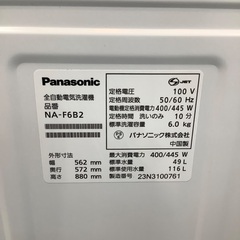 Panasonic
全自動電気洗濯機
品番
NA-F6B2
外形寸法
幅 562 mm
奥行 572 mm
高さ 880 mm
JET
定格電圧 100 V
定格周波数 50/60 Hz
電動機定格消費電力 400/445 W
定格時間 10 分
標準洗濯容量 6.0 kg
パナソニック株式会社
中国製
最大消費電力 400/445 W
標準水量 49 L
標準使用水量 116 L
製造番号 23N3100761